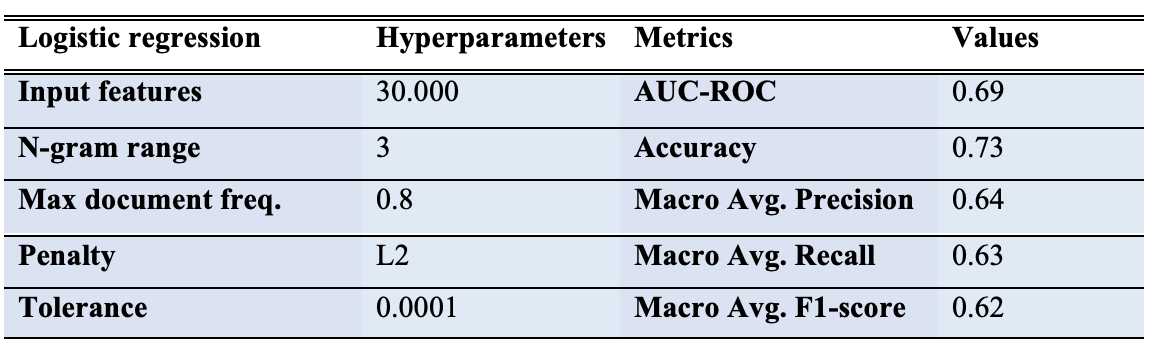 Logistic regression Hyperparameters Metrics Values
Input features 30.000 AUC-ROC 0.69
N-gram range 3 Accuracy 0.73
Max document freq. 0.8 Macro Avg. Precision 0.64
Penalty L2 Macro Avg. Recall 0.63
Tolerance 0.0001 Macro Avg. F1-score 0.62